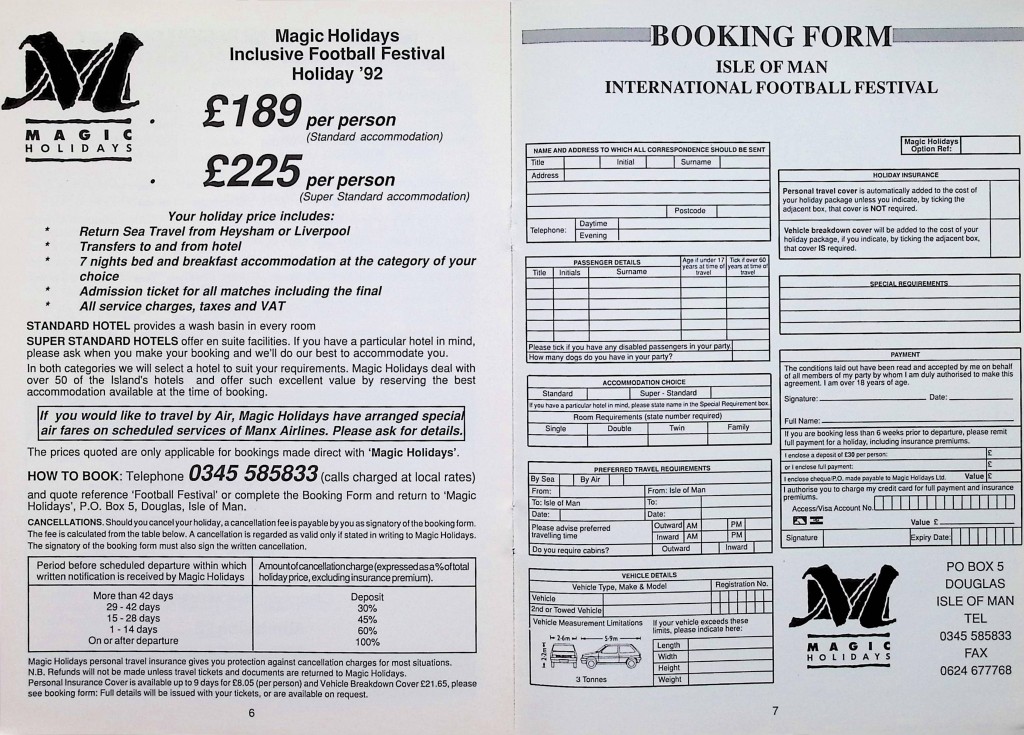 MAGIC
HOLIDAYS
Magic Holidays
Inclusive Football Festival
Holiday '92
• £189 per person
(Standard accommodation)
• £225 per person
(Super Standard accommodation)
Your holiday price includes:
* Return Sea Travel from Heysham or Liverpool
* Transfers to and from hotel
* 7 nights bed and breakfast accommodation at the category of your
choice
* Admission ticket for all matches including the final
* All service charges, taxes and VAT
STANDARD HOTEL provides a wash basin in every room
SUPER STANDARD HOTELS offer en suite facilities. If you have a particular hotel in mind,
please ask when you make your booking and we'll do our best to accommodate you.
In both categories we will select a hotel to suit your requirements. Magic Holidays deal with
over 50 of the Island's hotels and offer such excellent value by reserving the best
accommodation available at the time of booking.
If you would like to travel by Air, Magic Holidays have arranged special
air fares on scheduled services of Manx Airlines. Please ask for details.
The prices quoted are only applicable for bookings made direct with 'Magic Holidays'.
HOW TO BOOK: Telephone 0345 585833 (calls charged at local rates)
and quote reference 'Football Festival' or complete the Booking Form and return to 'Magic
Holidays', P.O. Box 5, Douglas, Isle of Man.
CANCELLATIONS. Should you cancel your holiday, a cancellation fee is payable by you as signatory of the booking form.
The fee is calculated from the table below. A cancellation is regarded as valid only if stated in writing to Magic Holidays.
The signatory of the booking form must also sign the written cancellation.
Period before scheduled departure within which
written notification is received by Magic Holidays
Amount of cancellation charge (expressed as a % of total
holiday price, excluding insurance premium).
More than 42 days Deposit
29 - 42 days 30%
15 - 28 days 45%
1 - 14 days 60%
On or after departure 100%
Magic Holidays personal travel insurance gives you protection against cancellation charges for most situations.
N.B. Refunds will not be made unless travel tickets and documents are returned to Magic Holidays.
Personal Insurance Cover is available up to 9 days for £8.05 (per person) and Vehicle Breakdown Cover £21.65, please
see booking form: Full details will be issued with your tickets, or are available on request.
6
BOOKING FORM
ISLE OF MAN
INTERNATIONAL FOOTBALL FESTIVAL
NAME AND ADDRESS TO WHICH ALL CORRESPONDENCE SHOULD BE SENT
Title Initial Surname
Address
Postcode
Telephone: Daytime
Evening
PASSENGER DETAILS
Age if under 17
years at time of
travel
Tick if over 60
years at time of
travel
Title Initials Surname
Please tick if you have any disabled passengers in your party.
How many dogs do you have in your party?
ACCOMMODATION CHOICE
Standard Super - Standard
If you have a particular hotel in mind, please state name in the Special Requirement box.
Room Requirements (state number required)
Single Double Twin Family
PREFERRED TRAVEL REQUIREMENTS
By Sea By Air
From: From: Isle of Man
To: Isle of Man To:
Date: Date:
Please advise preferred
travelling time
Outward AM PM
Inward AM PM
Do you require cabins? Outward Inward
VEHICLE DETAILS
Vehicle Type, Make & Model Registration No.
Vehicle
2nd or Towed Vehicle
Vehicle Measurement Limitations
2·6m 5·9m
2·2m
3 Tonnes
If your vehicle exceeds these
limits, please indicate here:
Length
Width
Height
Weight
Magic Holidays
Option Ref:
HOLIDAY INSURANCE
Personal travel cover is automatically added to the cost of
your holiday package unless you indicate, by ticking the
adjacent box, that cover is NOT required.
Vehicle breakdown cover will be added to the cost of your
holiday package, if you indicate, by ticking the adjacent box,
that cover IS required.
SPECIAL REQUIREMENTS
PAYMENT
The conditions laid out have been read and accepted by me on behalf
of all members of my party by whom I am duly authorised to make this
agreement. I am over 18 years of age.
Signature: Date:
Full Name:
If you are booking less than 6 weeks prior to departure, please remit
full payment for a holiday, including insurance premiums.
I enclose a deposit of £30 per person: £
or I enclose full payment: £
I enclose cheque/P.O. made payable to Magic Holidays Ltd. Value £
I authorise you to charge my credit card for full payment and insurance
premiums.
Access/Visa Account No.
Value £
Signature Expiry Date:
MAGIC
HOLIDAYS
PO BOX 5
DOUGLAS
ISLE OF MAN
TEL
0345 585833
FAX
0624 677768
7